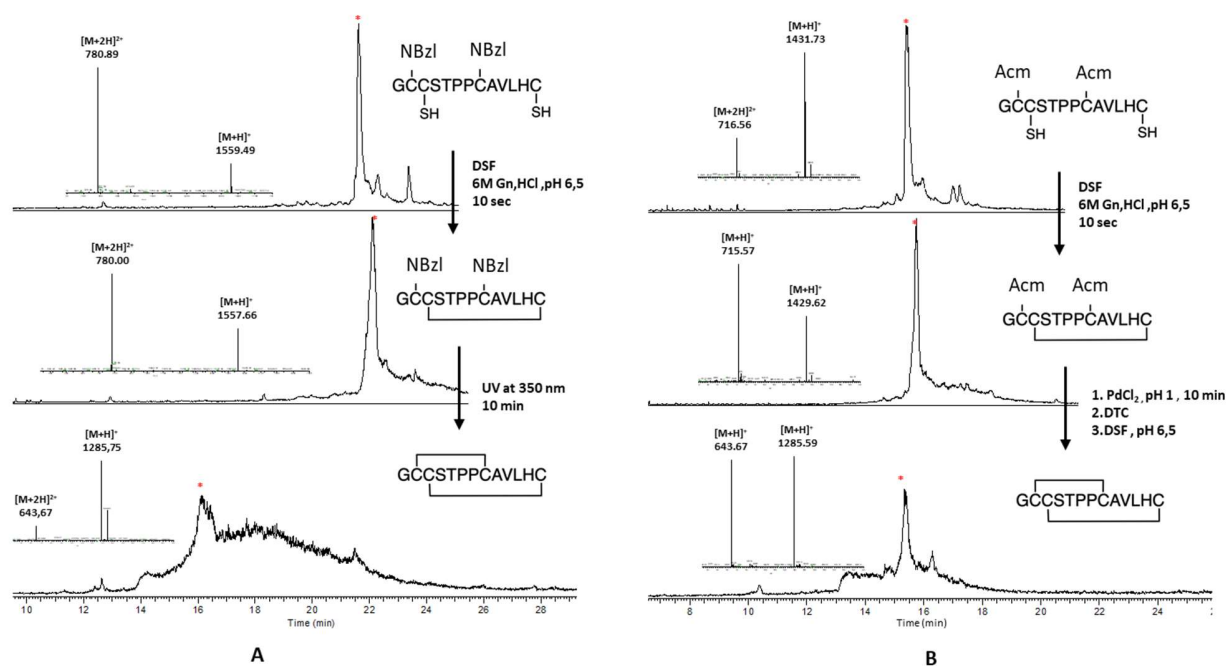 [M+2H]²⁺
780.89
[M+H]⁺
1559.49
*
NBzl NBzl
GCCSTPPCAVLHC
SH SH
DSF
6M Gn,HCl ,pH 6,5
10 sec
[M+2H]²⁺
780.00
[M+H]⁺
1557.66
*
NBzl NBzl
GCCSTPPCAVLHC
UV at 350 nm
10 min
[M+2H]²⁺
643,67
[M+H]⁺
1285,75
*
GCCSTPPCAVLHC
10 12 14 16 18 20 22 24 26 28
Time (min)
A
[M+2H]²⁺
716.56
[M+H]⁺
1431.73
*
Acm Acm
GCCSTPPCAVLHC
SH SH
DSF
6M Gn,HCl ,pH 6,5
10 sec
[M+H]⁺
715.57
[M+H]⁺
1429.62
*
Acm Acm
GCCSTPPCAVLHC
1. PdCl₂, pH 1 , 10 min
2.DTC
3.DSF , pH 6,5
[M+H]⁺
643.67
[M+H]⁺
1285.59
*
GCCSTPPCAVLHC
8 10 12 14 16 18 20 22 24
Time (min)
B